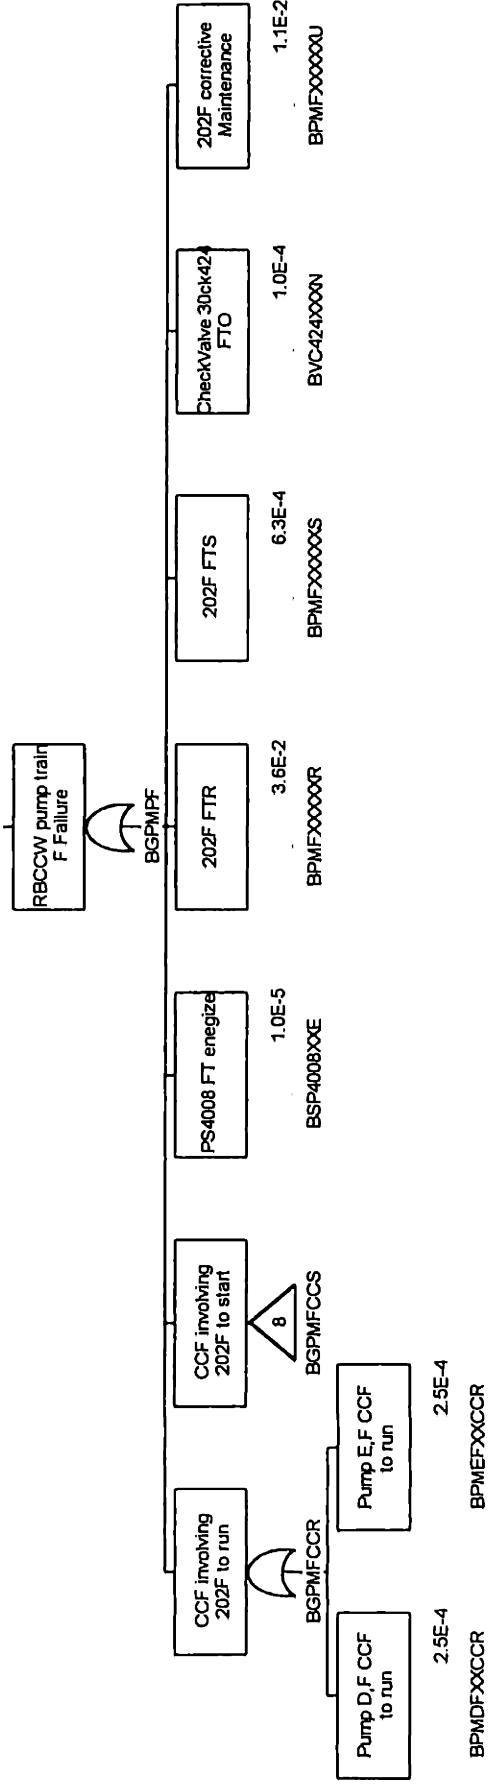 RBCCW pump train
F Failure
BGPMPF
CCF involving
202F to run
BGPMFCCR
CCF involving
202F to start
8
BGPMFCCS
PS4008 FT enegize
1.0E-5
BSP4008XXE
202F FTR
3.6E-2
BPMFXXXXXR
202F FTS
6.3E-4
BPMFXXXXXS
CheckValve 30ck424
FTO
1.0E-4
BVC424XXXN
202F corrective
Maintenance
1.1E-2
BPMFXXXXXU
Pump D,F CCF
to run
2.5E-4
BPMDFXXCCR
Pump E,F CCF
to run
2.5E-4
BPMEFXXCCR